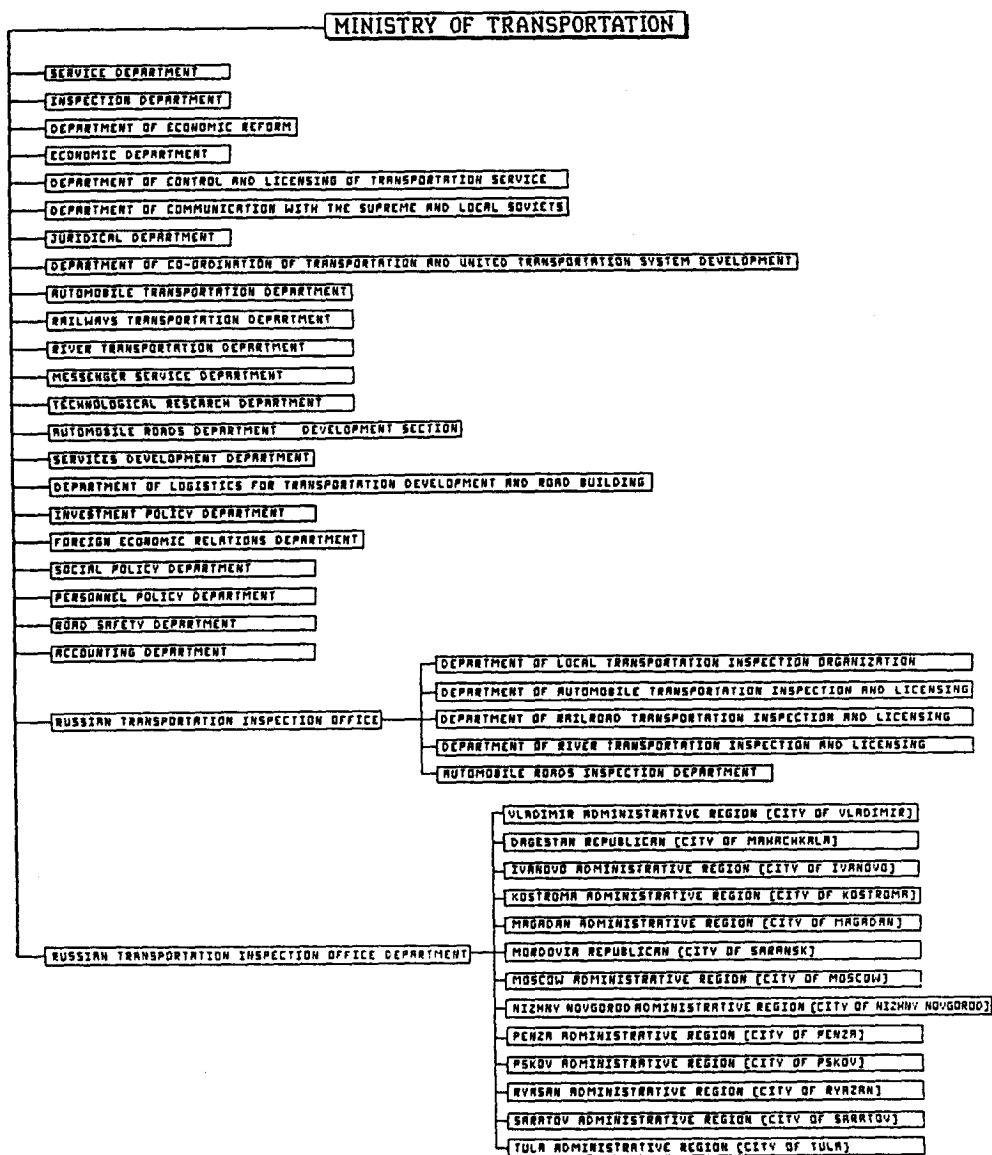 MINISTRY OF TRANSPORTATION
SERVICE DEPARTMENT
INSPECTION DEPARTMENT
DEPARTMENT OF ECONOMIC REFORM
ECONOMIC DEPARTMENT
DEPARTMENT OF CONTROL AND LICENSING OF TRANSPORTATION SERVICE
DEPARTMENT OF COMMUNICATION WITH THE SUPREME AND LOCAL SOVIETS
JURIDICAL DEPARTMENT
DEPARTMENT OF CO-ORDINATION OF TRANSPORTATION AND UNITED TRANSPORTATION SYSTEM DEVELOPMENT
AUTOMOBILE TRANSPORTATION DEPARTMENT
RAILWAYS TRANSPORTATION DEPARTMENT
RIVER TRANSPORTATION DEPARTMENT
MESSENGER SERVICE DEPARTMENT
TECHNOLOGICAL RESEARCH DEPARTMENT
AUTOMOBILE ROADS DEPARTMENT DEVELOPMENT SECTION
SERVICES DEVELOPMENT DEPARTMENT
DEPARTMENT OF LOGISTICS FOR TRANSPORTATION DEVELOPMENT AND ROAD BUILDING
INVESTMENT POLICY DEPARTMENT
FOREIGN ECONOMIC RELATIONS DEPARTMENT
SOCIAL POLICY DEPARTMENT
PERSONNEL POLICY DEPARTMENT
ROAD SAFETY DEPARTMENT
ACCOUNTING DEPARTMENT
RUSSIAN TRANSPORTATION INSPECTION OFFICE
DEPARTMENT OF LOCAL TRANSPORTATION INSPECTION ORGANIZATION
DEPARTMENT OF AUTOMOBILE TRANSPORTATION INSPECTION AND LICENSING
DEPARTMENT OF RAILROAD TRANSPORTATION INSPECTION AND LICENSING
DEPARTMENT OF RIVER TRANSPORTATION INSPECTION AND LICENSING
AUTOMOBILE ROADS INSPECTION DEPARTMENT
RUSSIAN TRANSPORTATION INSPECTION OFFICE DEPARTMENT
VLADIMIR ADMINISTRATIVE REGION [CITY OF VLADIMIR]
DAGESTAN REPUBLICAN [CITY OF MAHACHKALA]
IVANOVO ADMINISTRATIVE REGION [CITY OF IVANOVO]
KOSTROMA ADMINISTRATIVE REGION [CITY OF KOSTROMA]
MAGADAN ADMINISTRATIVE REGION [CITY OF MAGADAN]
MORDOVIA REPUBLICAN [CITY OF SARANSK]
MOSCOW ADMINISTRATIVE REGION [CITY OF MOSCOW]
NIZHNY NOVGOROD ADMINISTRATIVE REGION [CITY OF NIZHNY NOVGOROD]
PENZA ADMINISTRATIVE REGION [CITY OF PENZA]
PSKOV ADMINISTRATIVE REGION [CITY OF PSKOV]
RYASAN ADMINISTRATIVE REGION [CITY OF RYAZAN]
SARATOV ADMINISTRATIVE REGION [CITY OF SARATOV]
TULA ADMINISTRATIVE REGION [CITY OF TULA]